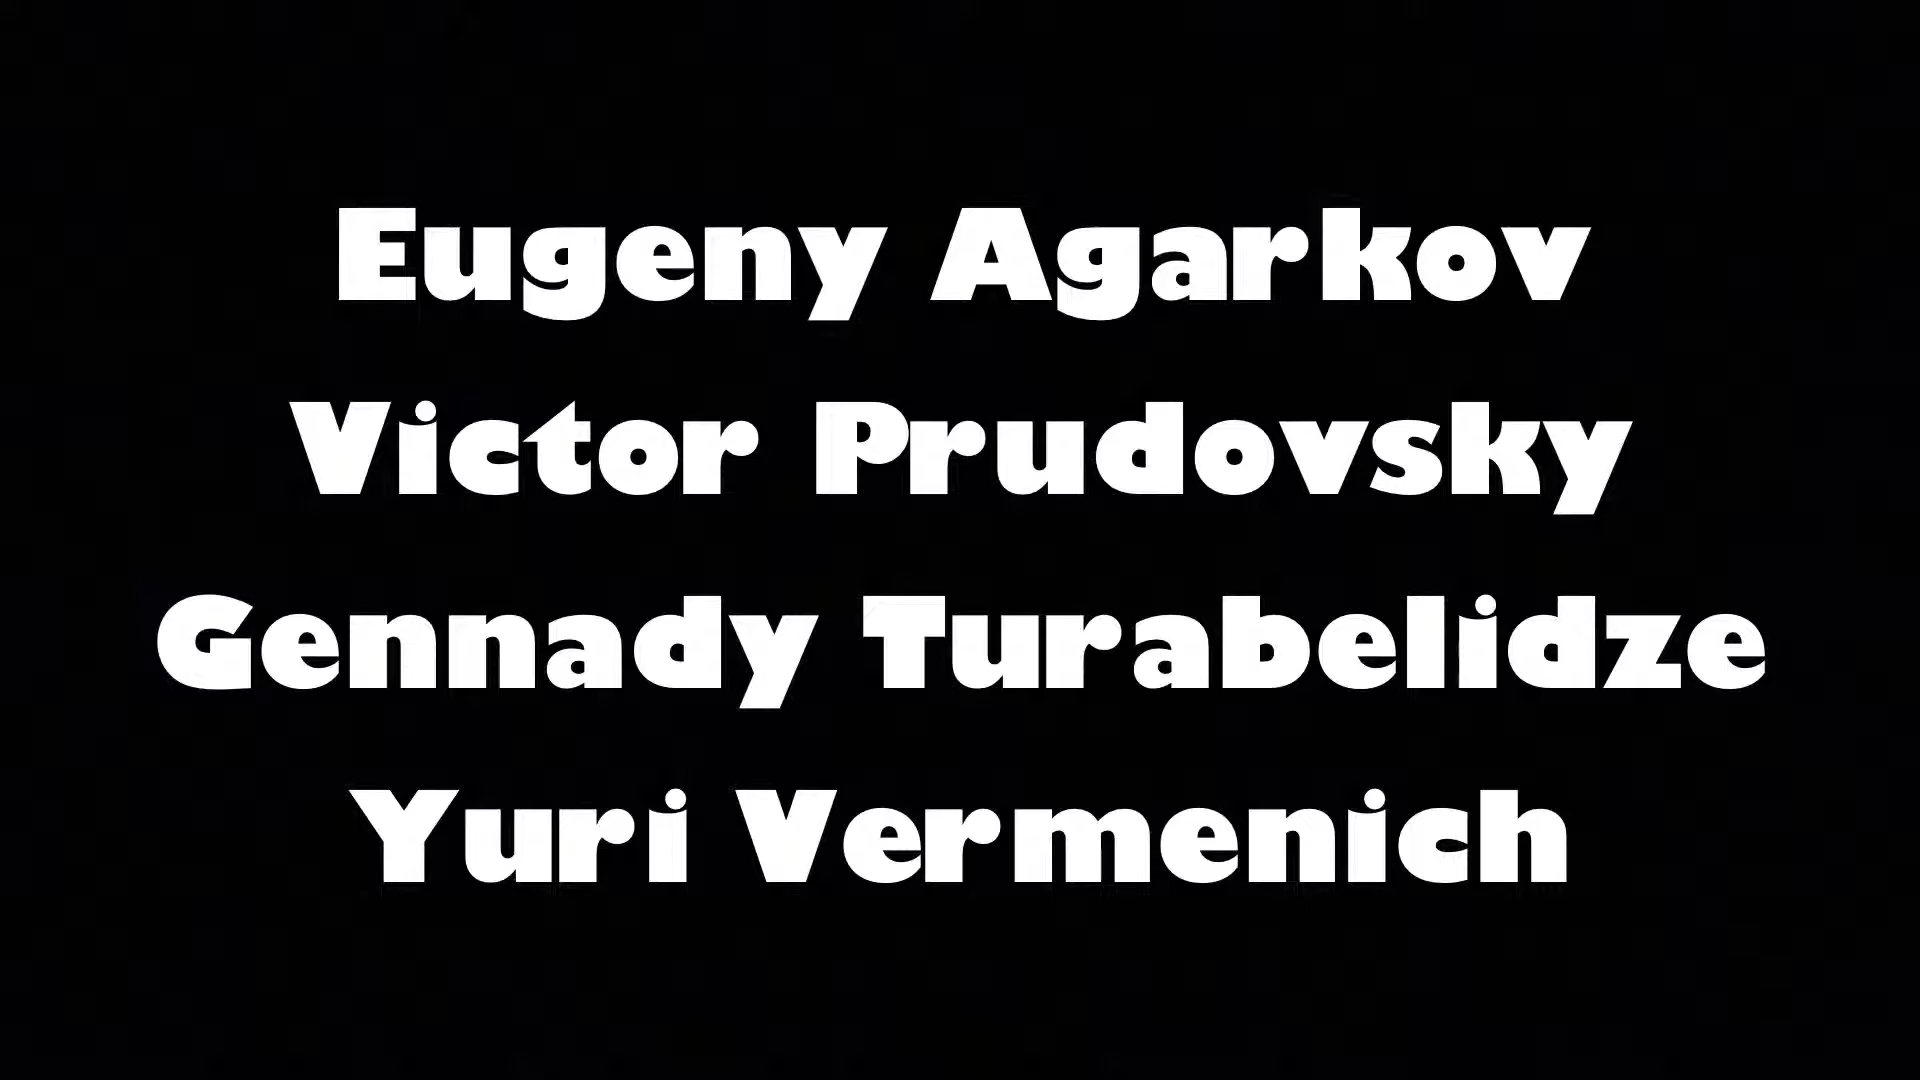 Eugeny Agarkov
Victor Prudovsky
Gennady Turabelidze
Yuri Vermenich